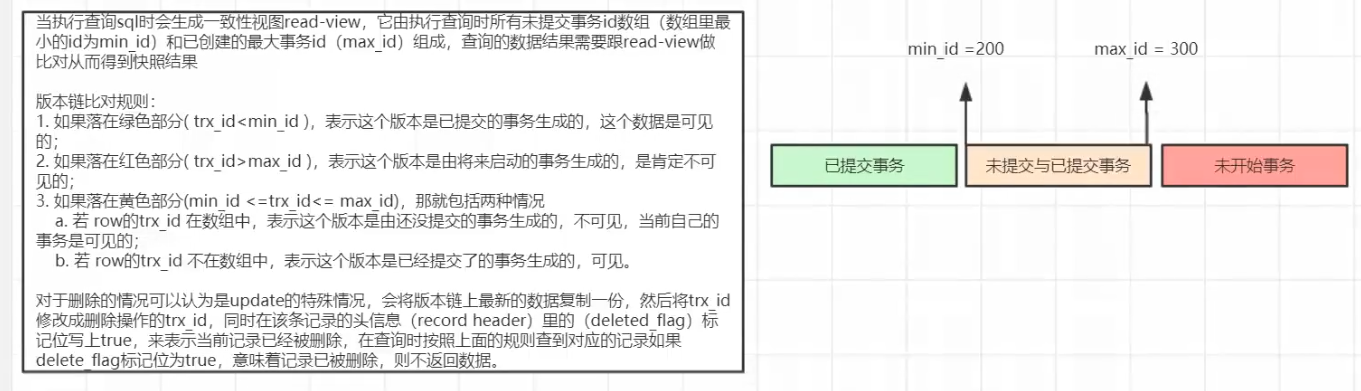 当执行查询sql时会生成一致性视图read-view，它由执行查询时所有未提交事务id数组（数组里最
小的id为min_id）和已创建的最大事务id（max_id）组成，查询的数据结果需要跟read-view做
比对从而得到快照结果
版本链比对规则：
1. 如果落在绿色部分( trx_id<min_id )，表示这个版本是已提交的事务生成的，这个数据是可见
的；
2. 如果落在红色部分( trx_id>max_id )，表示这个版本是由将来启动的事务生成的，是肯定不可
见的；
3. 如果落在黄色部分(min_id <=trx_id<= max_id)，那就包括两种情况
a. 若 row的trx_id 在数组中，表示这个版本是由还没提交的事务生成的，不可见，当前自己的
事务是可见的；
b. 若 row的trx_id 不在数组中，表示这个版本是已经提交了的事务生成的，可见。
对于删除的情况可以认为是update的特殊情况，会将版本链上最新的数据复制一份，然后将trx_id
修改成删除操作的trx_id，同时在该条记录的头信息（record header）里的（deleted_flag）标
记位写上true，来表示当前记录已经被删除，在查询时按照上面的规则查到对应的记录如果
delete_flag标记位为true，意味着记录已被删除，则不返回数据。
min_id =200
max_id = 300
已提交事务
未提交与已提交事务
未开始事务